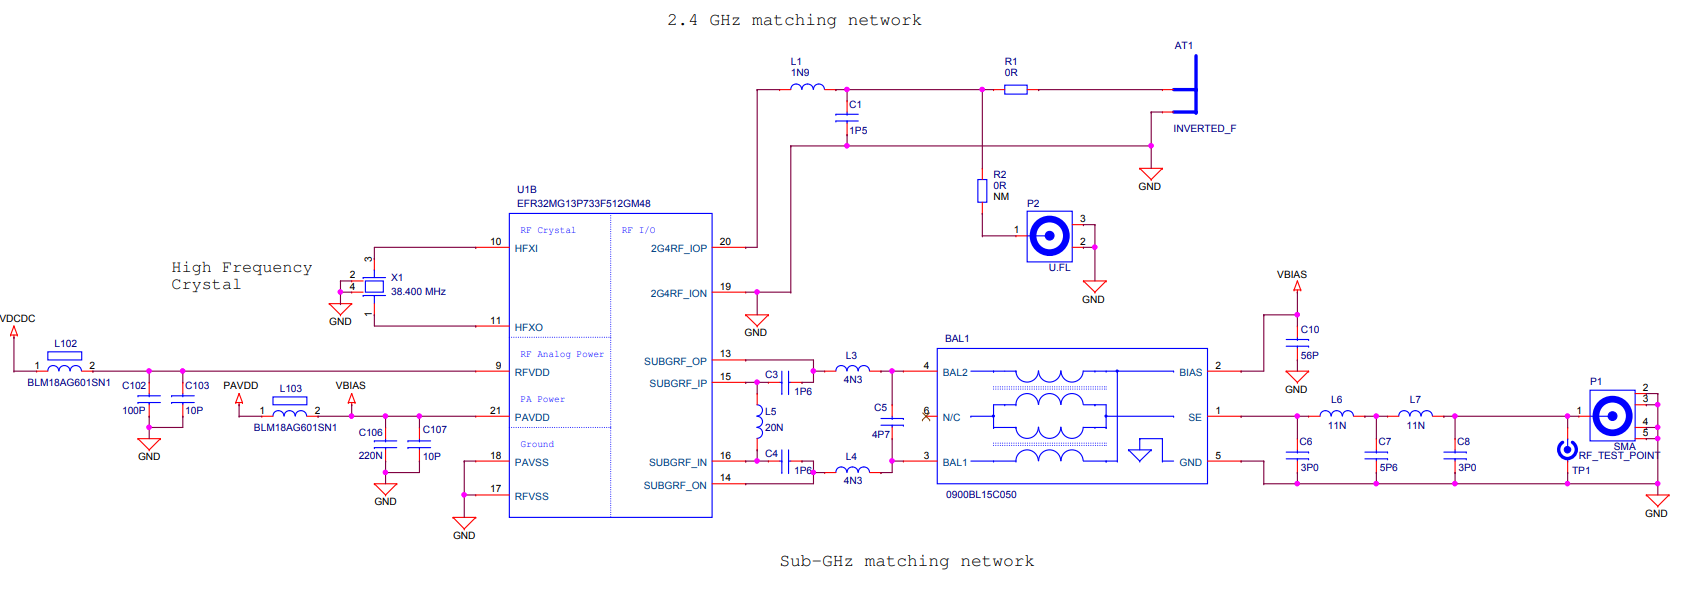 2.4 GHz matching network
AT1
L1
1N9
R1
0R
C1
1P5
INVERTED_F
GND
R2
0R
NM
P2
1
3
2
U.FL
GND
U1B
EFR32MG13P733F512GM48
RF Crystal
RF I/O
10
HFXI
2G4RF_IOP
20
High Frequency
Crystal
3
2
4
1
X1
38.400 MHz
GND
2G4RF_ION
19
GND
11
HFXO
VDCDC
L102
1
2
BLM18AG601SN1
C102
100P
C103
10P
GND
RF Analog Power
9
RFVDD
PAVDD
L103
1
2
BLM18AG601SN1
VBIAS
PA Power
21
PAVDD
C106
220N
C107
10P
GND
Ground
18
PAVSS
17
RFVSS
GND
SUBGRF_OP
13
SUBGRF_IP
15
SUBGRF_IN
16
SUBGRF_ON
14
C3
1P6
L5
20N
C4
1P6
L3
4N3
C5
4P7
L4
4N3
BAL1
4
BAL2
6
N/C
3
BAL1
BIAS
2
SE
1
GND
5
0900BL15C050
VBIAS
C10
56P
GND
L6
11N
L7
11N
C6
3P0
C7
5P6
C8
3P0
P1
1
2
3
4
5
SMA
RF_TEST_POINT
TP1
GND
Sub-GHz matching network